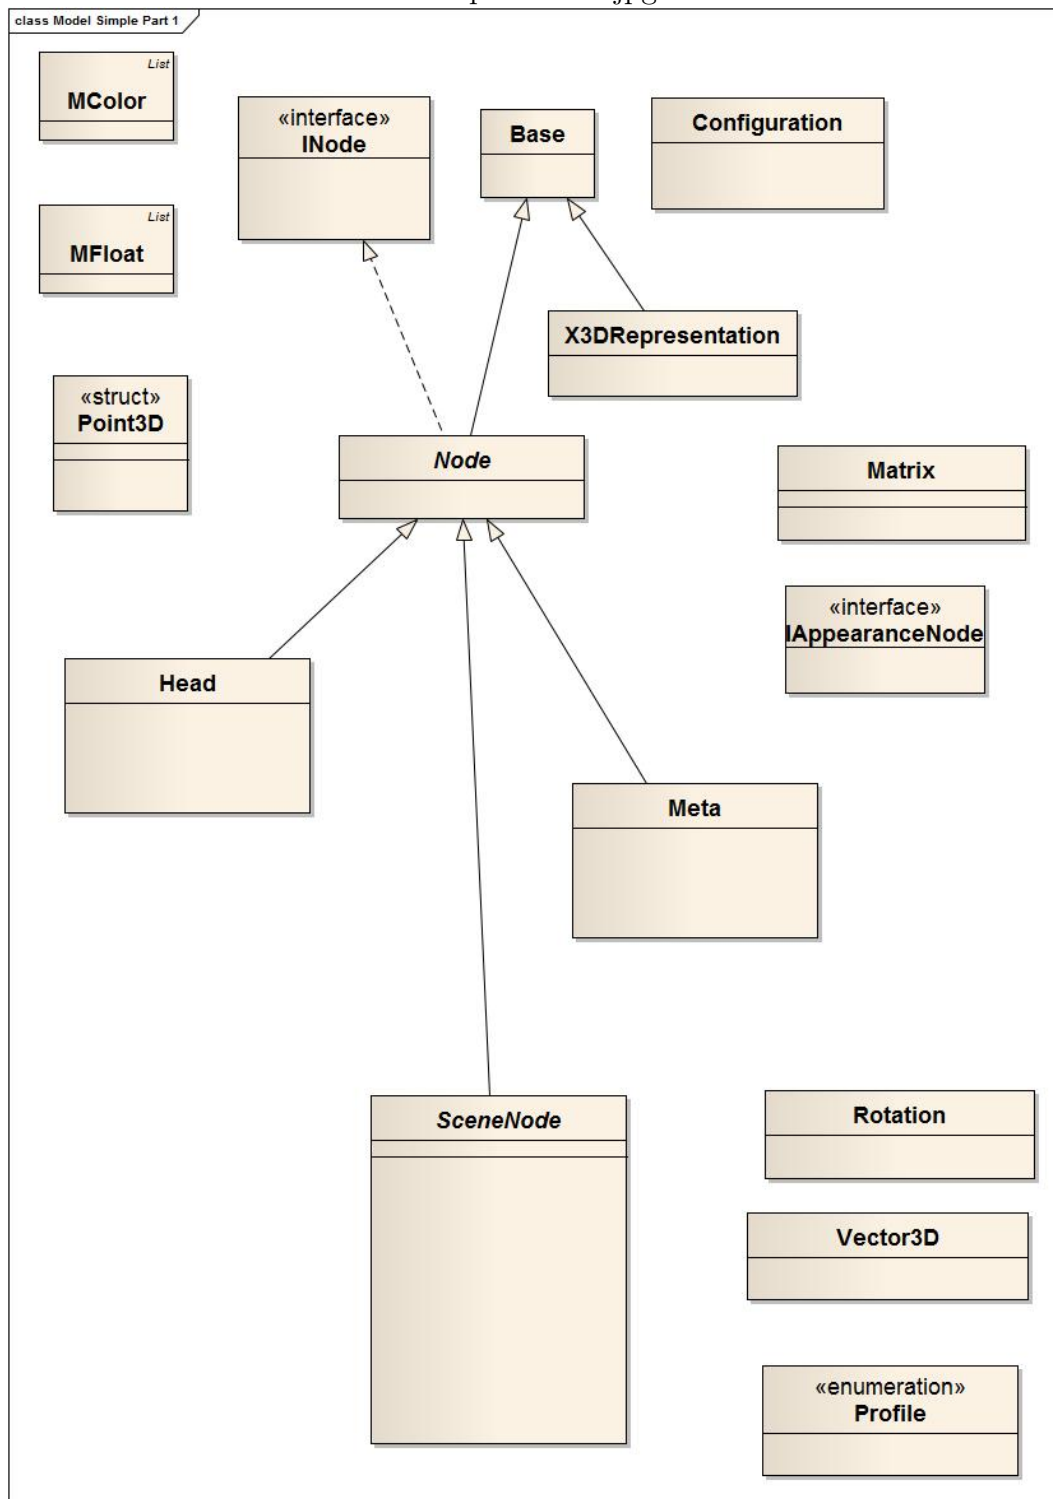 class Model Simple Part 1
List
MColor
«interface»
INode
Base
Configuration
List
MFloat
X3DRepresentation
«struct»
Point3D
Node
Matrix
«interface»
IAppearanceNode
Head
Meta
SceneNode
Rotation
Vector3D
«enumeration»
Profile